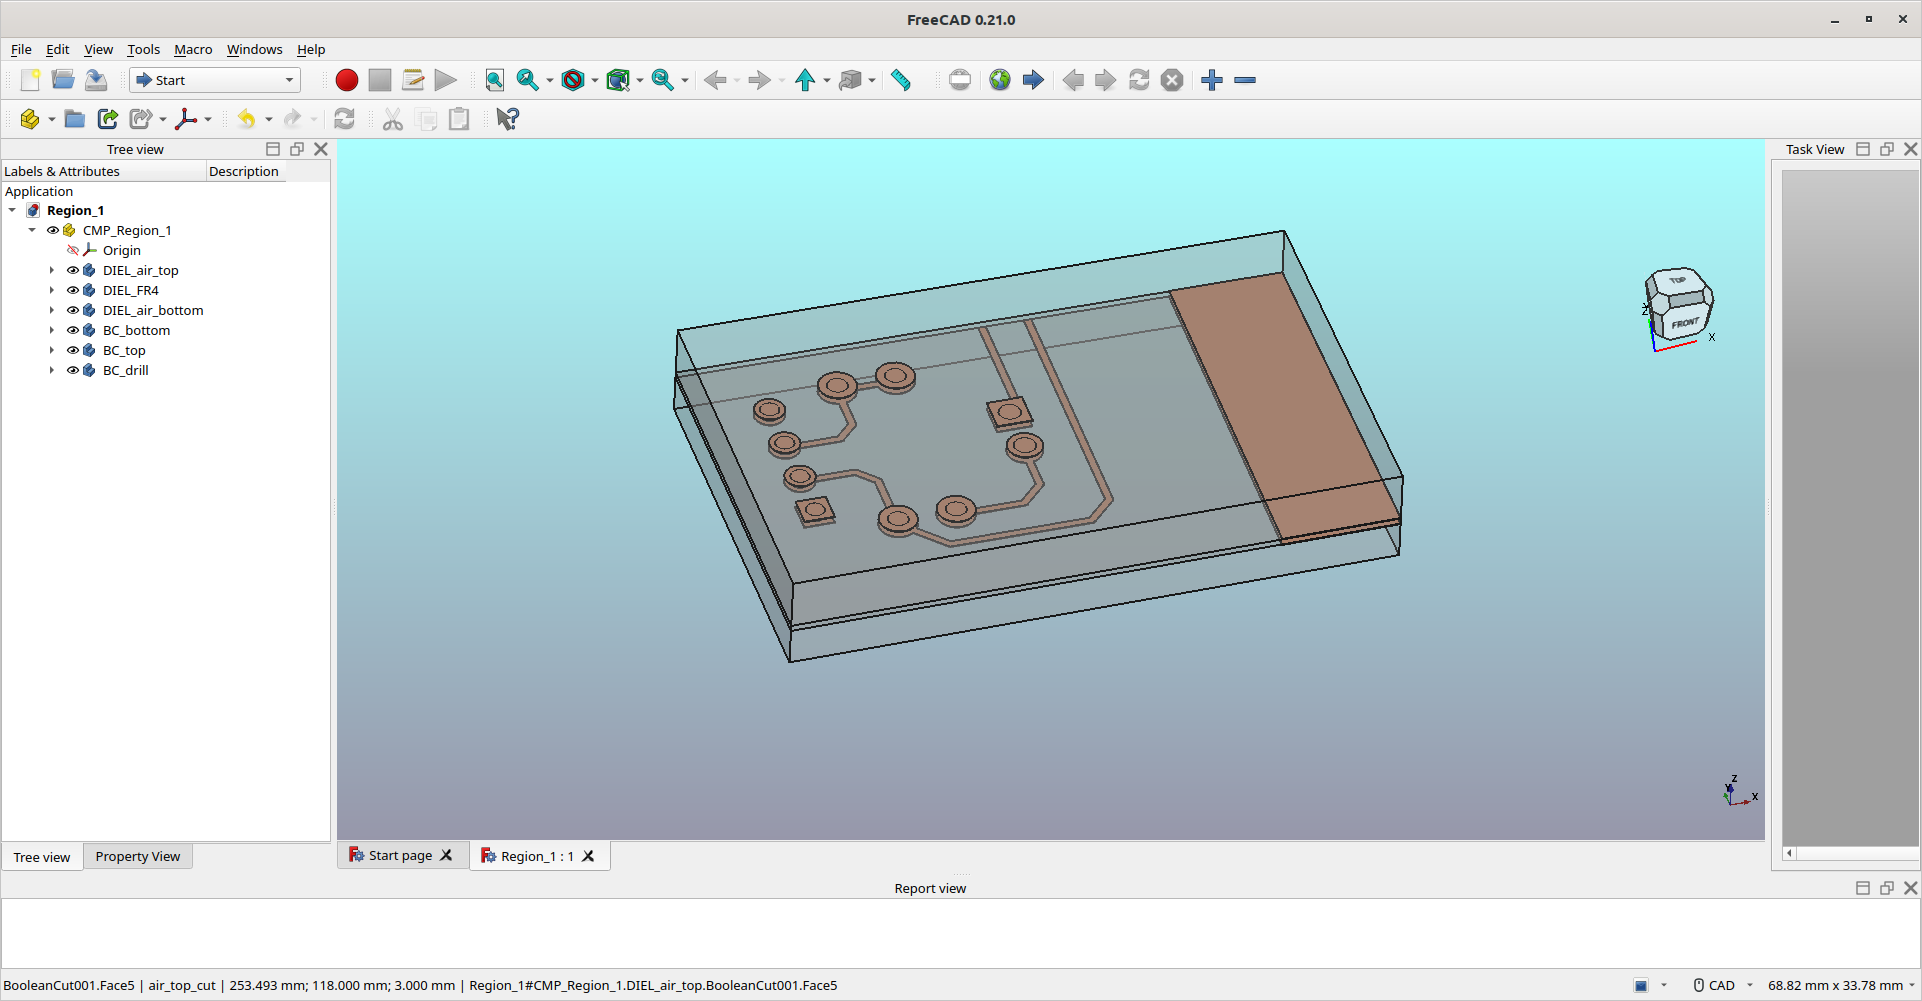 FreeCAD 0.21.0
File Edit View Tools Macro Windows Help
Start
Tree view
Labels & Attributes Description
Application
Region_1
CMP_Region_1
Origin
DIEL_air_top
DIEL_FR4
DIEL_air_bottom
BC_bottom
BC_top
BC_drill
Tree view Property View
TOP
FRONT
Z
X
Z
Y
X
Start page
Region_1 : 1
Task View
Report view
BooleanCut001.Face5 | air_top_cut | 253.493 mm; 118.000 mm; 3.000 mm | Region_1#CMP_Region_1.DIEL_air_top.BooleanCut001.Face5
CAD
68.82 mm x 33.78 mm